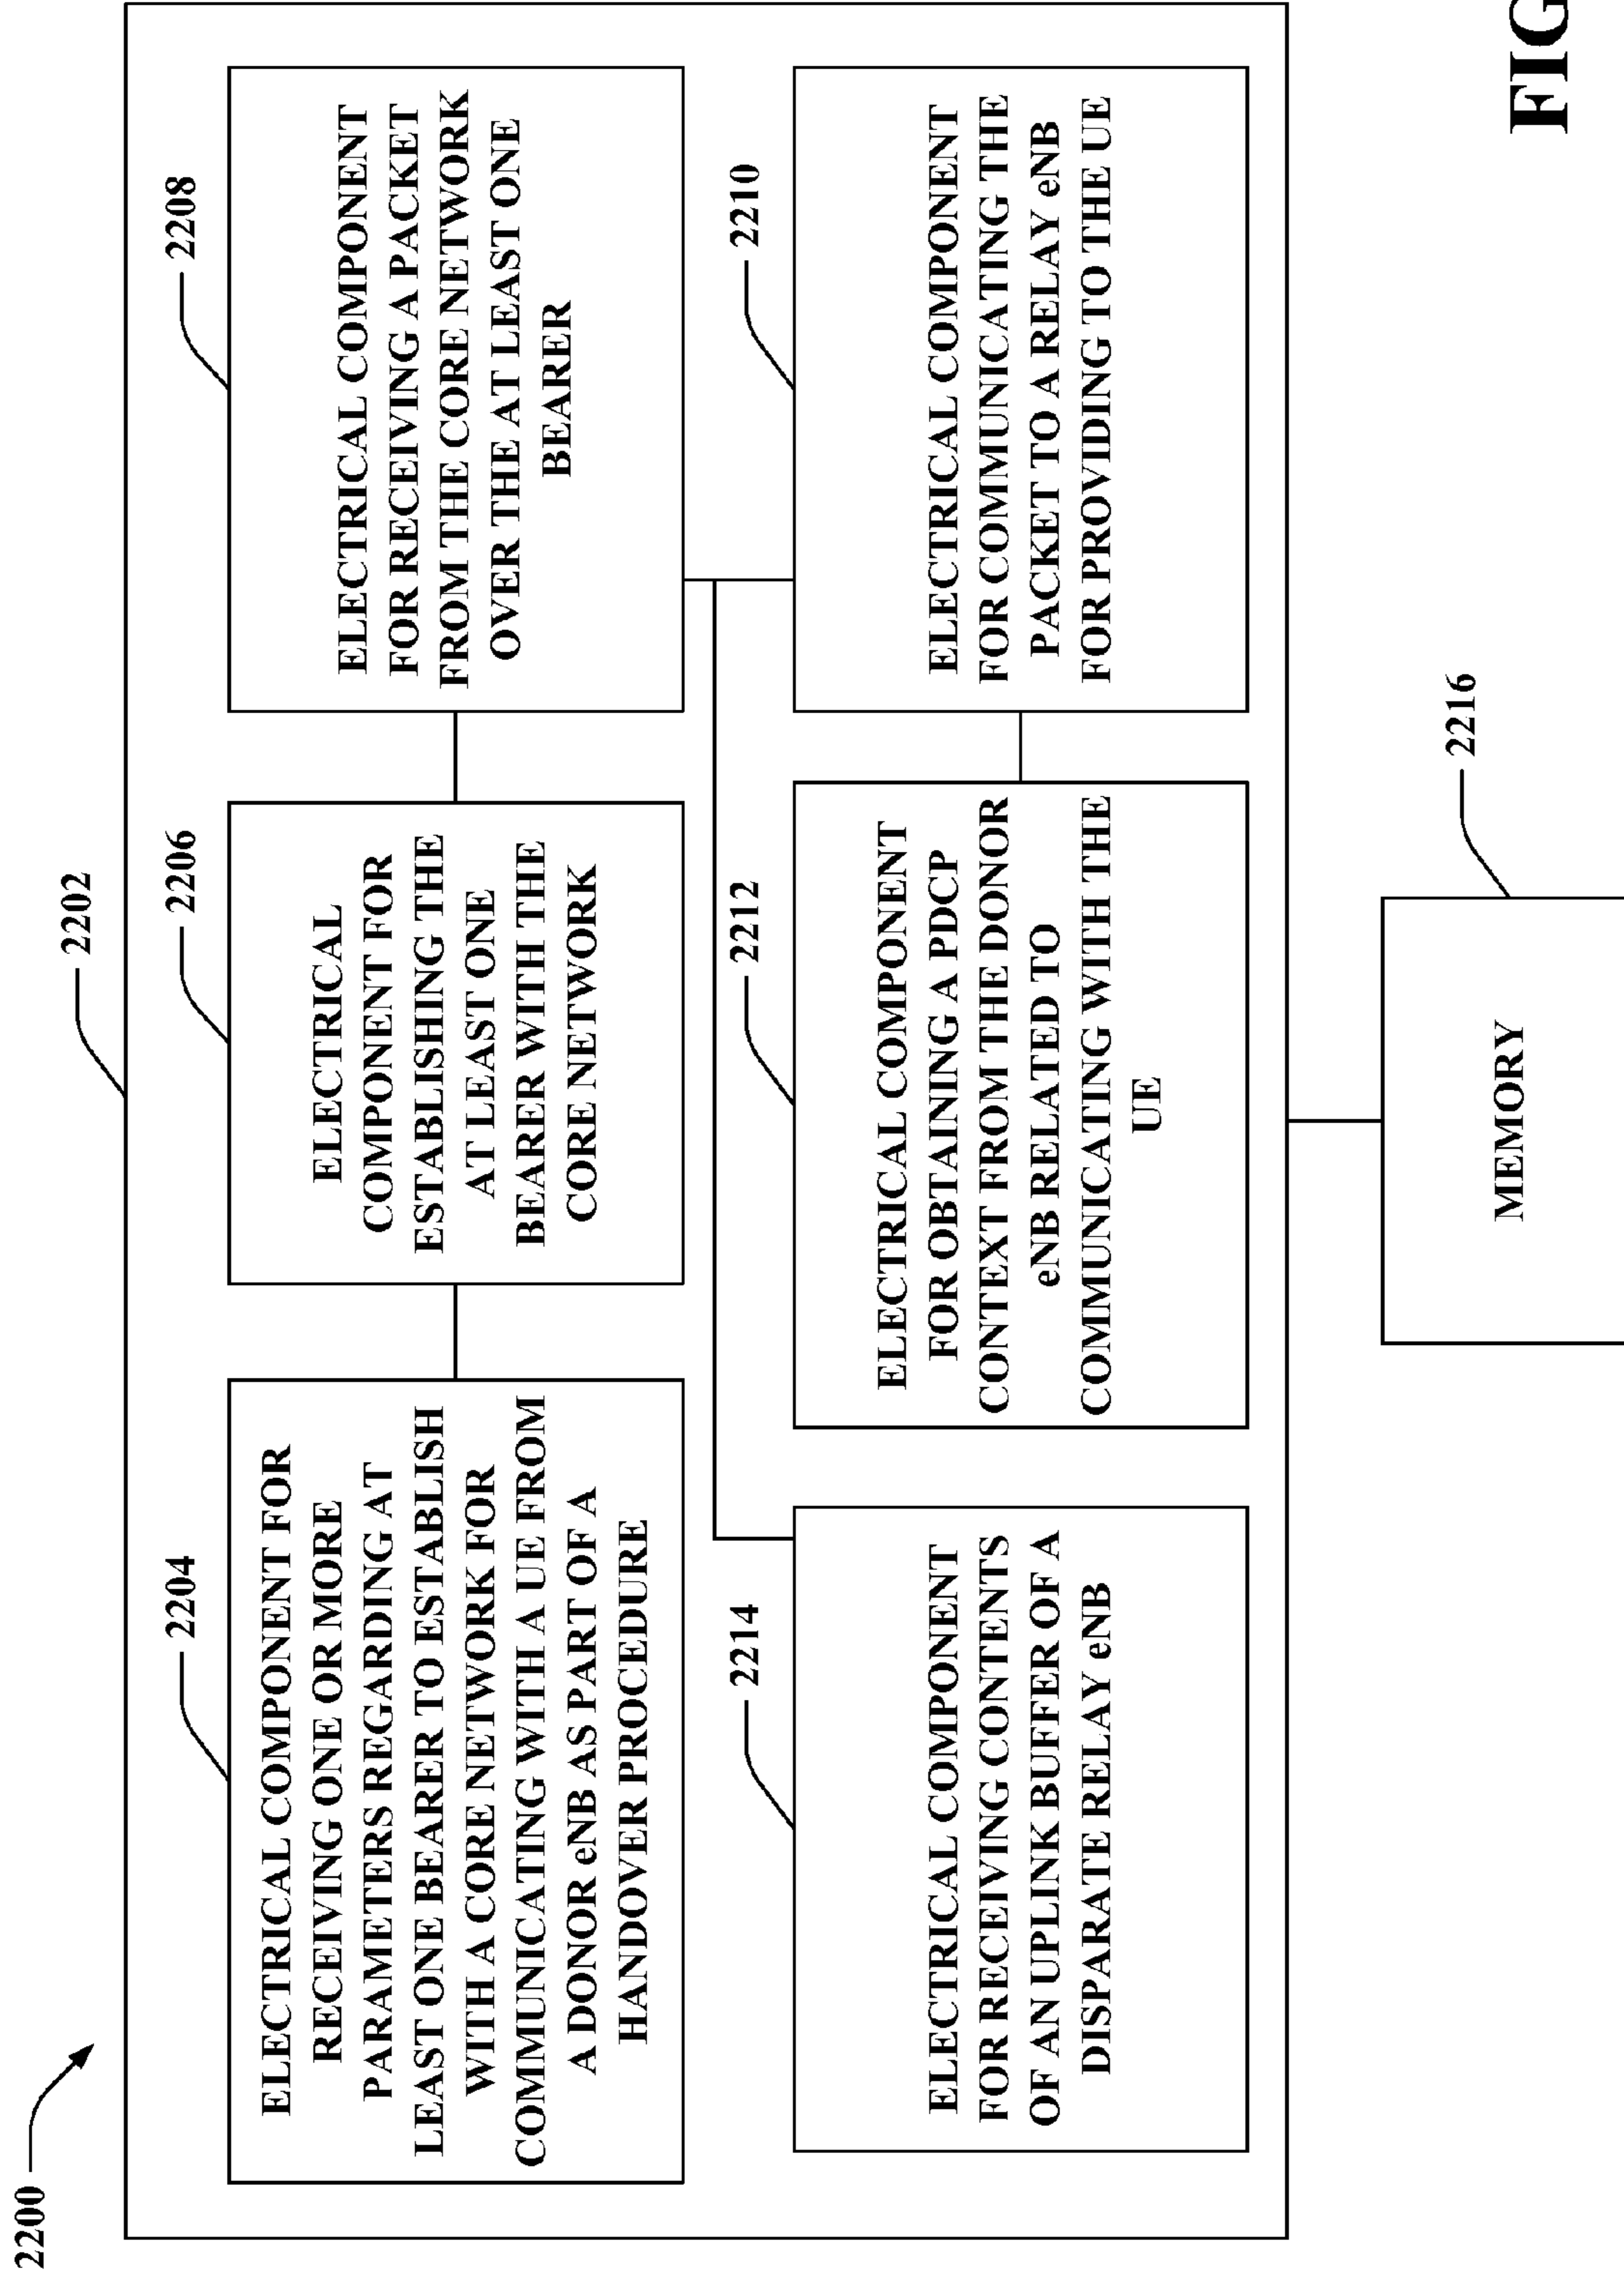 2200
2202
2204
ELECTRICAL COMPONENT FOR
RECEIVING ONE OR MORE
PARAMETERS REGARDING AT
LEAST ONE BEARER TO ESTABLISH
WITH A CORE NETWORK FOR
COMMUNICATING WITH A UE FROM
A DONOR eNB AS PART OF A
HANDOVER PROCEDURE
2206
ELECTRICAL
COMPONENT FOR
ESTABLISHING THE
AT LEAST ONE
BEARER WITH THE
CORE NETWORK
2208
ELECTRICAL COMPONENT
FOR RECEIVING A PACKET
FROM THE CORE NETWORK
OVER THE AT LEAST ONE
BEARER
2214
ELECTRICAL COMPONENT
FOR RECEIVING CONTENTS
OF AN UPLINK BUFFER OF A
DISPARATE RELAY eNB
2212
ELECTRICAL COMPONENT
FOR OBTAINING A PDCP
CONTEXT FROM THE DONOR
eNB RELATED TO
COMMUNICATING WITH THE
UE
2210
ELECTRICAL COMPONENT
FOR COMMUNICATING THE
PACKET TO A RELAY eNB
FOR PROVIDING TO THE UE
2216
MEMORY
FIG